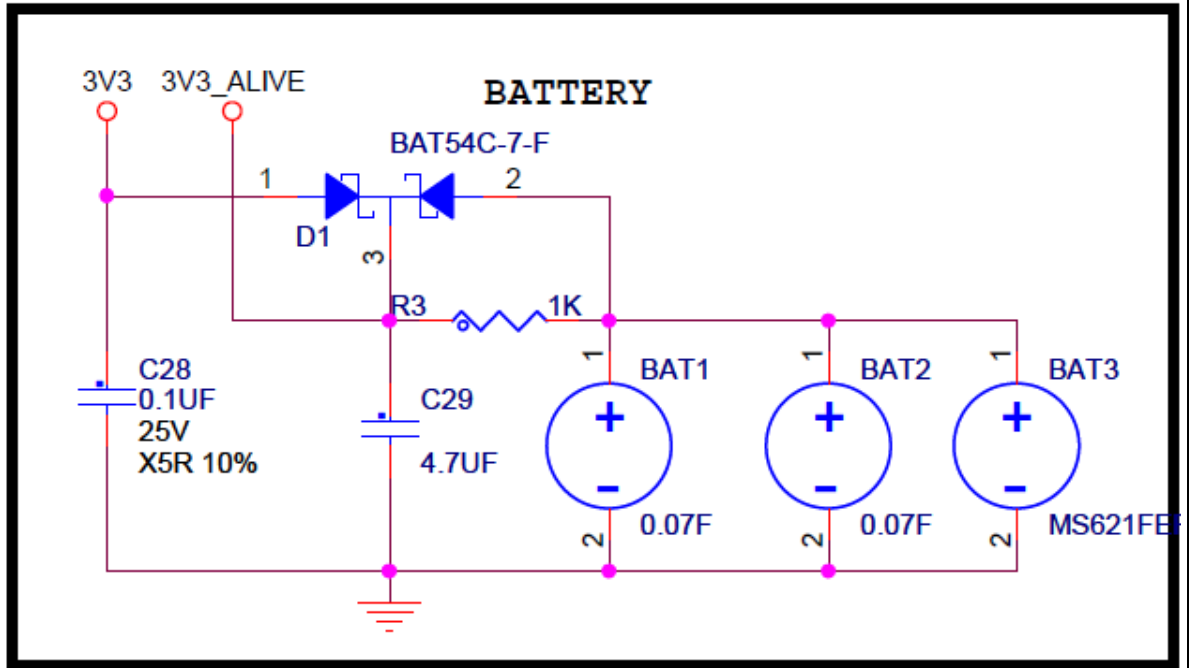 3V3 3V3_ALIVE
BATTERY
BAT54C-7-F
1
2
D1
3
R3
1K
1
BAT1
1
BAT2
1
BAT3
C28
0.1UF
25V
X5R 10%
C29
4.7UF
+
+
+
-
-
-
2
0.07F
2
0.07F
2